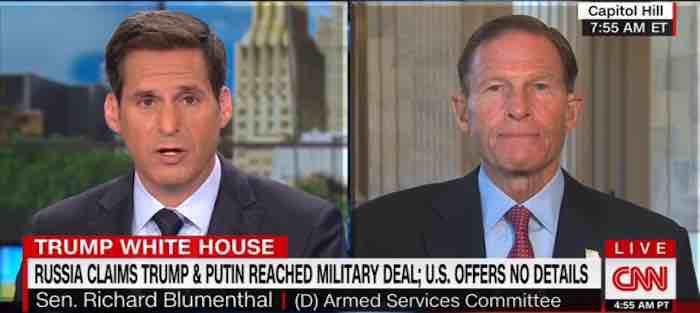 Capitol Hill
7:55 AM ET
TRUMP WHITE HOUSE
LIVE
RUSSIA CLAIMS TRUMP & PUTIN REACHED MILITARY DEAL; U.S. OFFERS NO DETAILS
CNN
Sen. Richard Blumenthal | (D) Armed Services Committee
4:55 AM PT